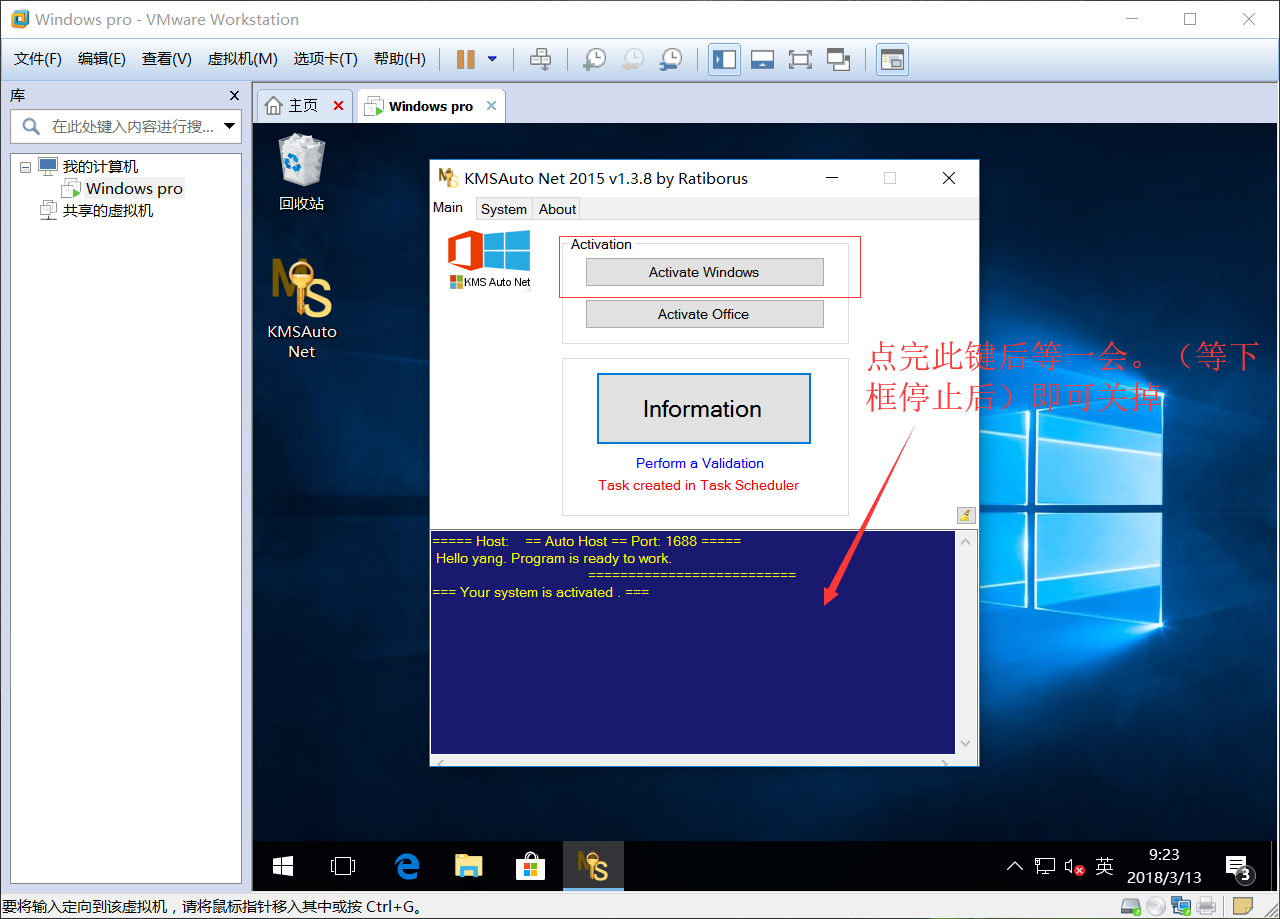 Windows pro - VMware Workstation
文件(F) 编辑(E) 查看(V) 虚拟机(M) 选项卡(T) 帮助(H)
库
在此处键入内容进行搜...
我的计算机
Windows pro
共享的虚拟机
主页
Windows pro
回收站
KMSAuto
Net
KMSAuto Net 2015 v1.3.8 by Ratiborus
Main System About
KMS Auto Net
Activation
Activate Windows
Activate Office
点完此键后等一会。（等下
框停止后）即可关掉
Information
Perform a Validation
Task created in Task Scheduler
===== Host: == Auto Host == Port: 1688 =====
Hello yang. Program is ready to work.
==========================
=== Your system is activated . ===
英
9:23
2018/3/13
3
要将输入定向到该虚拟机，请将鼠标指针移入其中或按 Ctrl+G。